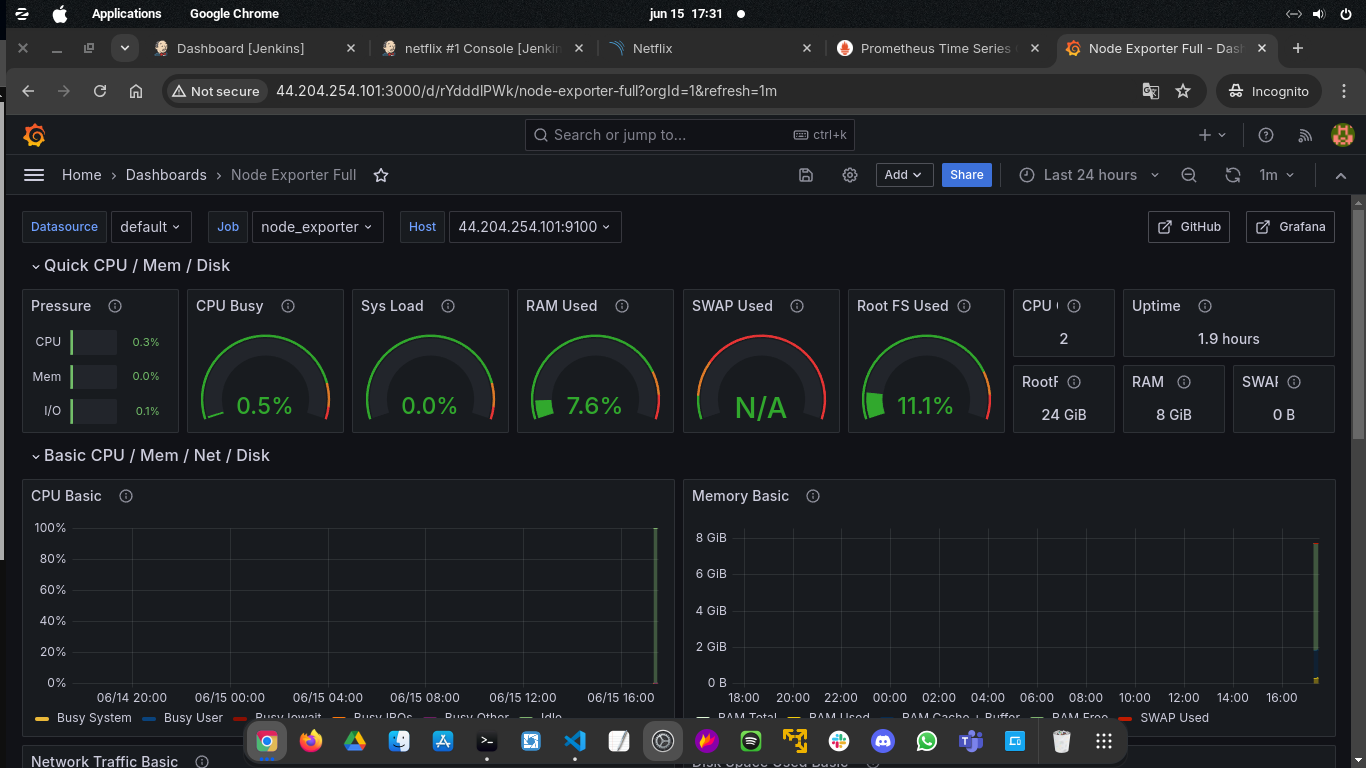 Applications Google Chrome jun 15 17:31
Dashboard [Jenkins] netflix #1 Console [Jenkin Netflix Prometheus Time Series Node Exporter Full - Dash
Not secure 44.204.254.101:3000/d/rYdddlPWk/node-exporter-full?orgId=1&refresh=1m Incognito
Search or jump to... ctrl+k
Home › Dashboards › Node Exporter Full Add Share Last 24 hours 1m
Datasource default Job node_exporter Host 44.204.254.101:9100 GitHub Grafana
Quick CPU / Mem / Disk
Pressure CPU Busy Sys Load RAM Used SWAP Used Root FS Used CPU Uptime
CPU 0.3%
Mem 0.0%
I/O 0.1%
0.5% 0.0% 7.6% N/A 11.1%
2 1.9 hours
RootF RAM SWAP
24 GiB 8 GiB 0 B
Basic CPU / Mem / Net / Disk
CPU Basic
100%
80%
60%
40%
20%
0%
06/14 20:00 06/15 00:00 06/15 04:00 06/15 08:00 06/15 12:00 06/15 16:00
Busy System Busy User Busy Iowait Busy IRQs Busy Other Idle
Memory Basic
8 GiB
6 GiB
4 GiB
2 GiB
0 B
18:00 20:00 22:00 00:00 02:00 04:00 06:00 08:00 10:00 12:00 14:00 16:00
RAM Total RAM Used RAM Cache + Buffer RAM Free SWAP Used
Network Traffic Basic Disk Space Used Basic